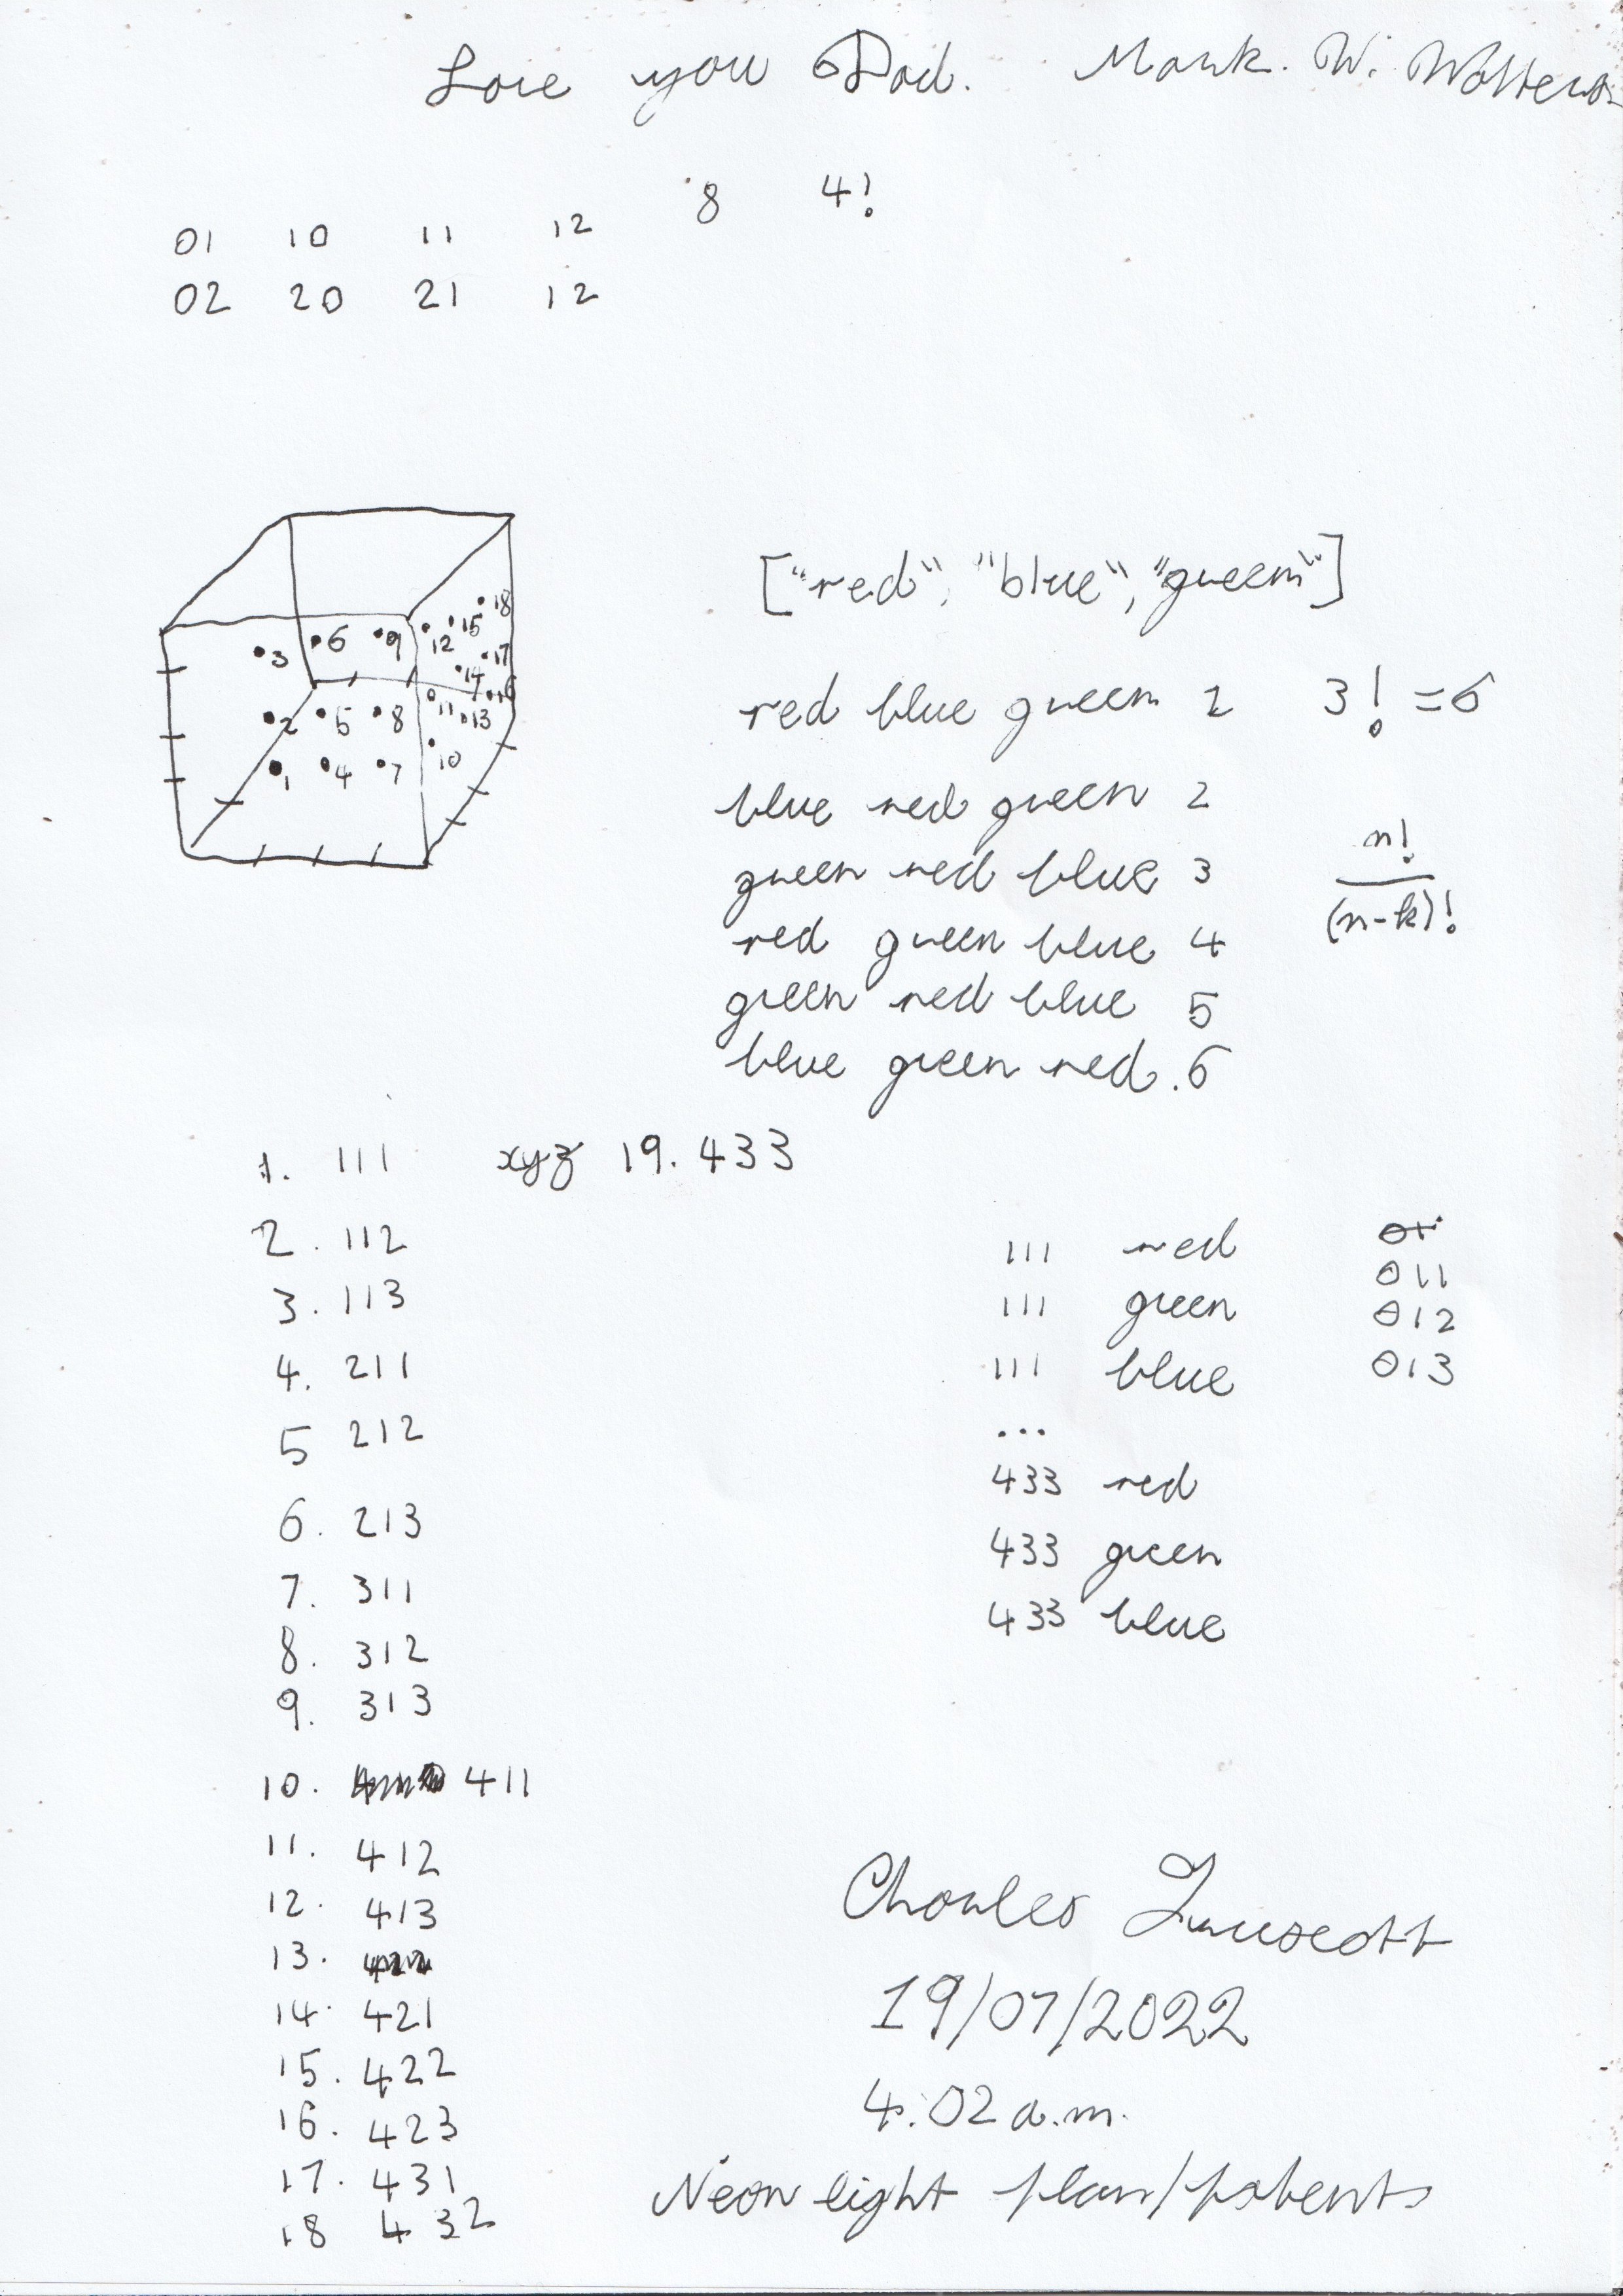 Love you Dad. Mark. W.
8 4!
01 10 11 12
02 20 21 12
["red", "blue", "green"]
18
6 9 12 15
3 17
14
16
2 5 8 11 13
10
1 4 7
red blue green 2 3! = 6
blue red green 2
n!
green red blue 3
(n-k)!
red green blue 4
green red blue 5
blue green red. 6
1. 111 xyz 19. 433
2. 112
3. 113
4. 211
5 212
6. 213
7. 311
8. 312
9. 313
10. 411
11. 412
12. 413
13.
14. 421
15. 422
16. 423
17. 431
18 432
111 red
011
111 green 012
111 blue 013
...
433 red
433 green
433 blue
Charles
19/07/2022
4:02 a.m.
Neon light plan/patents